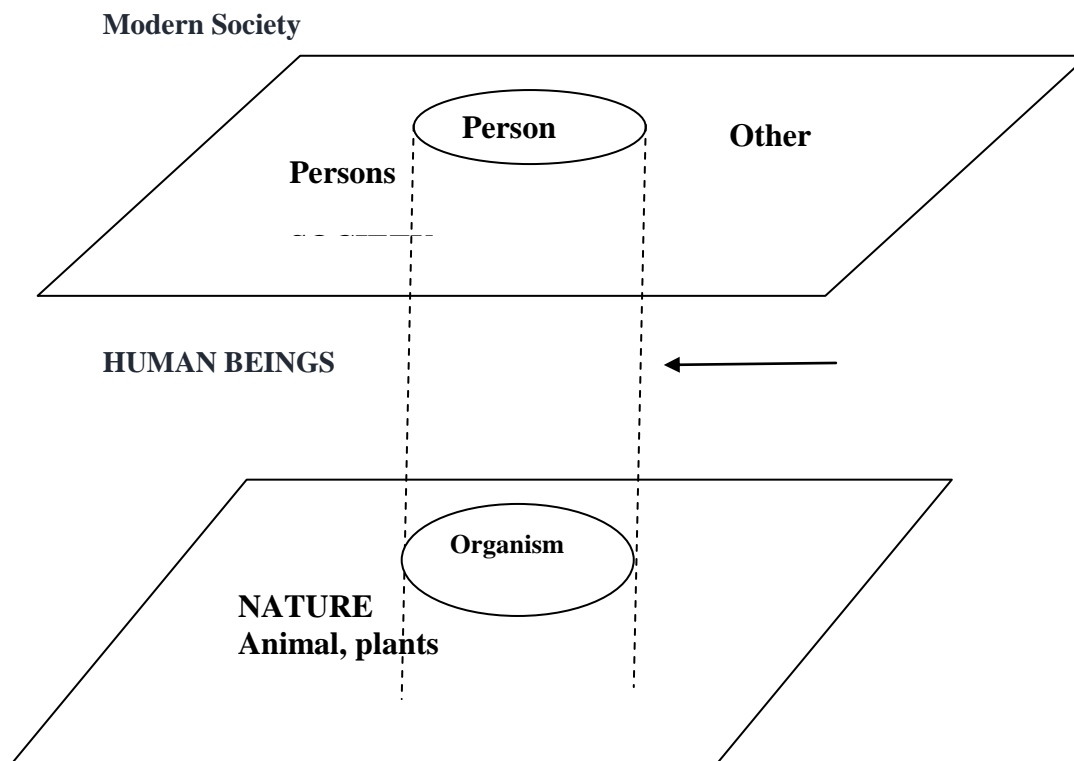 Modern Society
Person
Other
Persons
HUMAN BEINGS
Organism
NATURE
Animal, plants